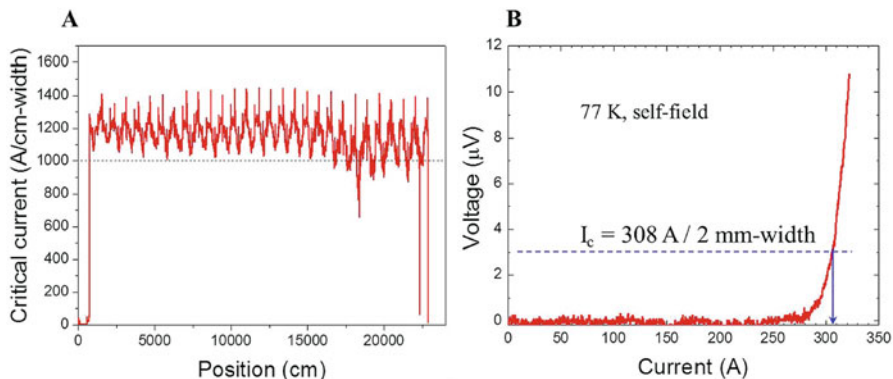 A
Critical current (A/cm-width)
1600
1400
1200
1000
800
600
400
200
0
0 5000 10000 15000 20000
Position (cm)
B
Voltage (μV)
12
10
8
6
4
2
0
77 K, self-field
I_c = 308 A / 2 mm-width
0 50 100 150 200 250 300 350
Current (A)